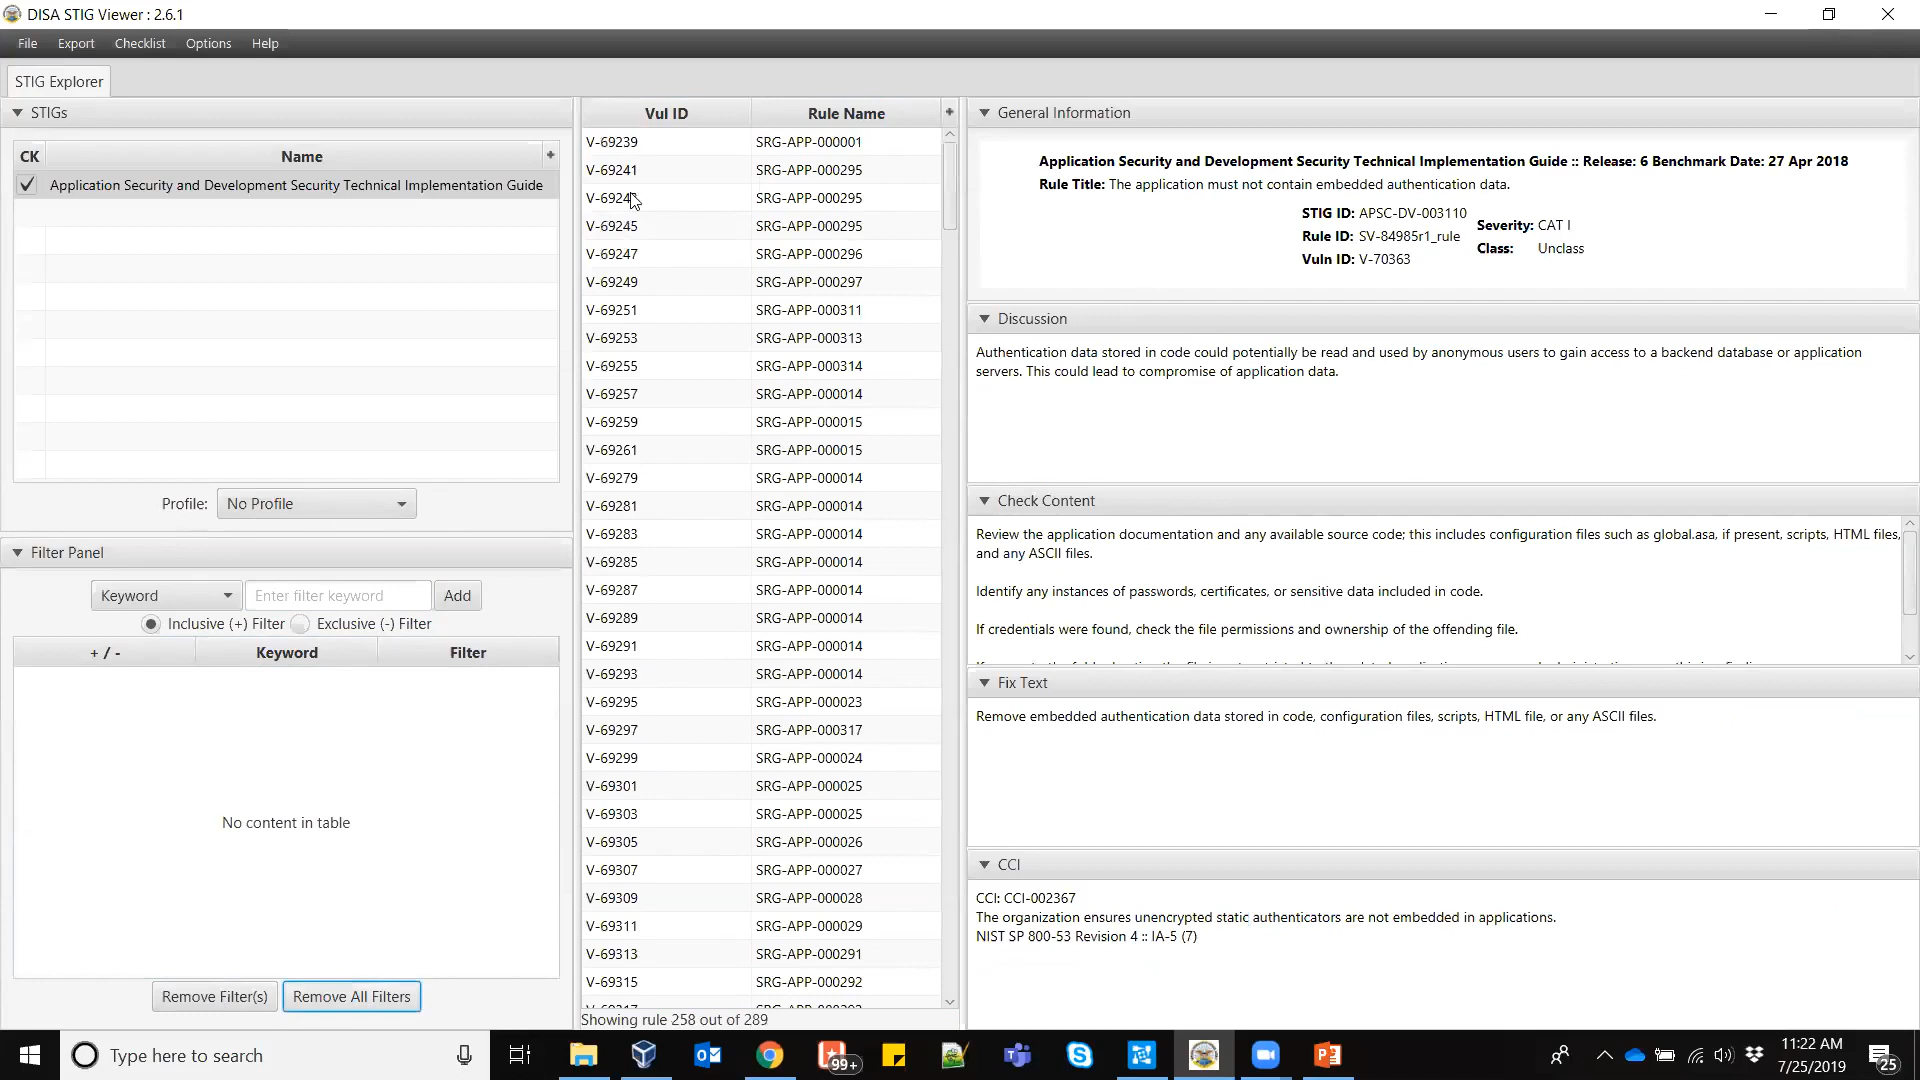 DISA STIG Viewer : 2.6.1
File Export Checklist Options Help
STIG Explorer
STIGs
CK Name +
Application Security and Development Security Technical Implementation Guide
Profile: No Profile
Filter Panel
Keyword Enter filter keyword Add
Inclusive (+) Filter Exclusive (-) Filter
+ / - Keyword Filter
No content in table
Remove Filter(s) Remove All Filters
Vul ID Rule Name +
V-69239 SRG-APP-000001
V-69241 SRG-APP-000295
SRG-APP-000295
V-69245 SRG-APP-000295
V-69247 SRG-APP-000296
V-69249 SRG-APP-000297
V-69251 SRG-APP-000311
V-69253 SRG-APP-000313
V-69255 SRG-APP-000314
V-69257 SRG-APP-000014
V-69259 SRG-APP-000015
V-69261 SRG-APP-000015
V-69279 SRG-APP-000014
V-69281 SRG-APP-000014
V-69283 SRG-APP-000014
V-69285 SRG-APP-000014
V-69287 SRG-APP-000014
V-69289 SRG-APP-000014
V-69291 SRG-APP-000014
V-69293 SRG-APP-000014
V-69295 SRG-APP-000023
V-69297 SRG-APP-000317
V-69299 SRG-APP-000024
V-69301 SRG-APP-000025
V-69303 SRG-APP-000025
V-69305 SRG-APP-000026
V-69307 SRG-APP-000027
V-69309 SRG-APP-000028
V-69311 SRG-APP-000029
V-69313 SRG-APP-000291
V-69315 SRG-APP-000292
Showing rule 258 out of 289
General Information
Application Security and Development Security Technical Implementation Guide :: Release: 6 Benchmark Date: 27 Apr 2018
Rule Title: The application must not contain embedded authentication data.
STIG ID: APSC-DV-003110
Rule ID: SV-84985r1_rule
Vuln ID: V-70363
Severity: CAT I
Class: Unclass
Discussion
Authentication data stored in code could potentially be read and used by anonymous users to gain access to a backend database or application
servers. This could lead to compromise of application data.
Check Content
Review the application documentation and any available source code; this includes configuration files such as global.asa, if present, scripts, HTML files,
and any ASCII files.
Identify any instances of passwords, certificates, or sensitive data included in code.
If credentials were found, check the file permissions and ownership of the offending file.
Fix Text
Remove embedded authentication data stored in code, configuration files, scripts, HTML file, or any ASCII files.
CCI
CCI: CCI-002367
The organization ensures unencrypted static authenticators are not embedded in applications.
NIST SP 800-53 Revision 4 :: IA-5 (7)
Type here to search
99+
11:22 AM
7/25/2019
25